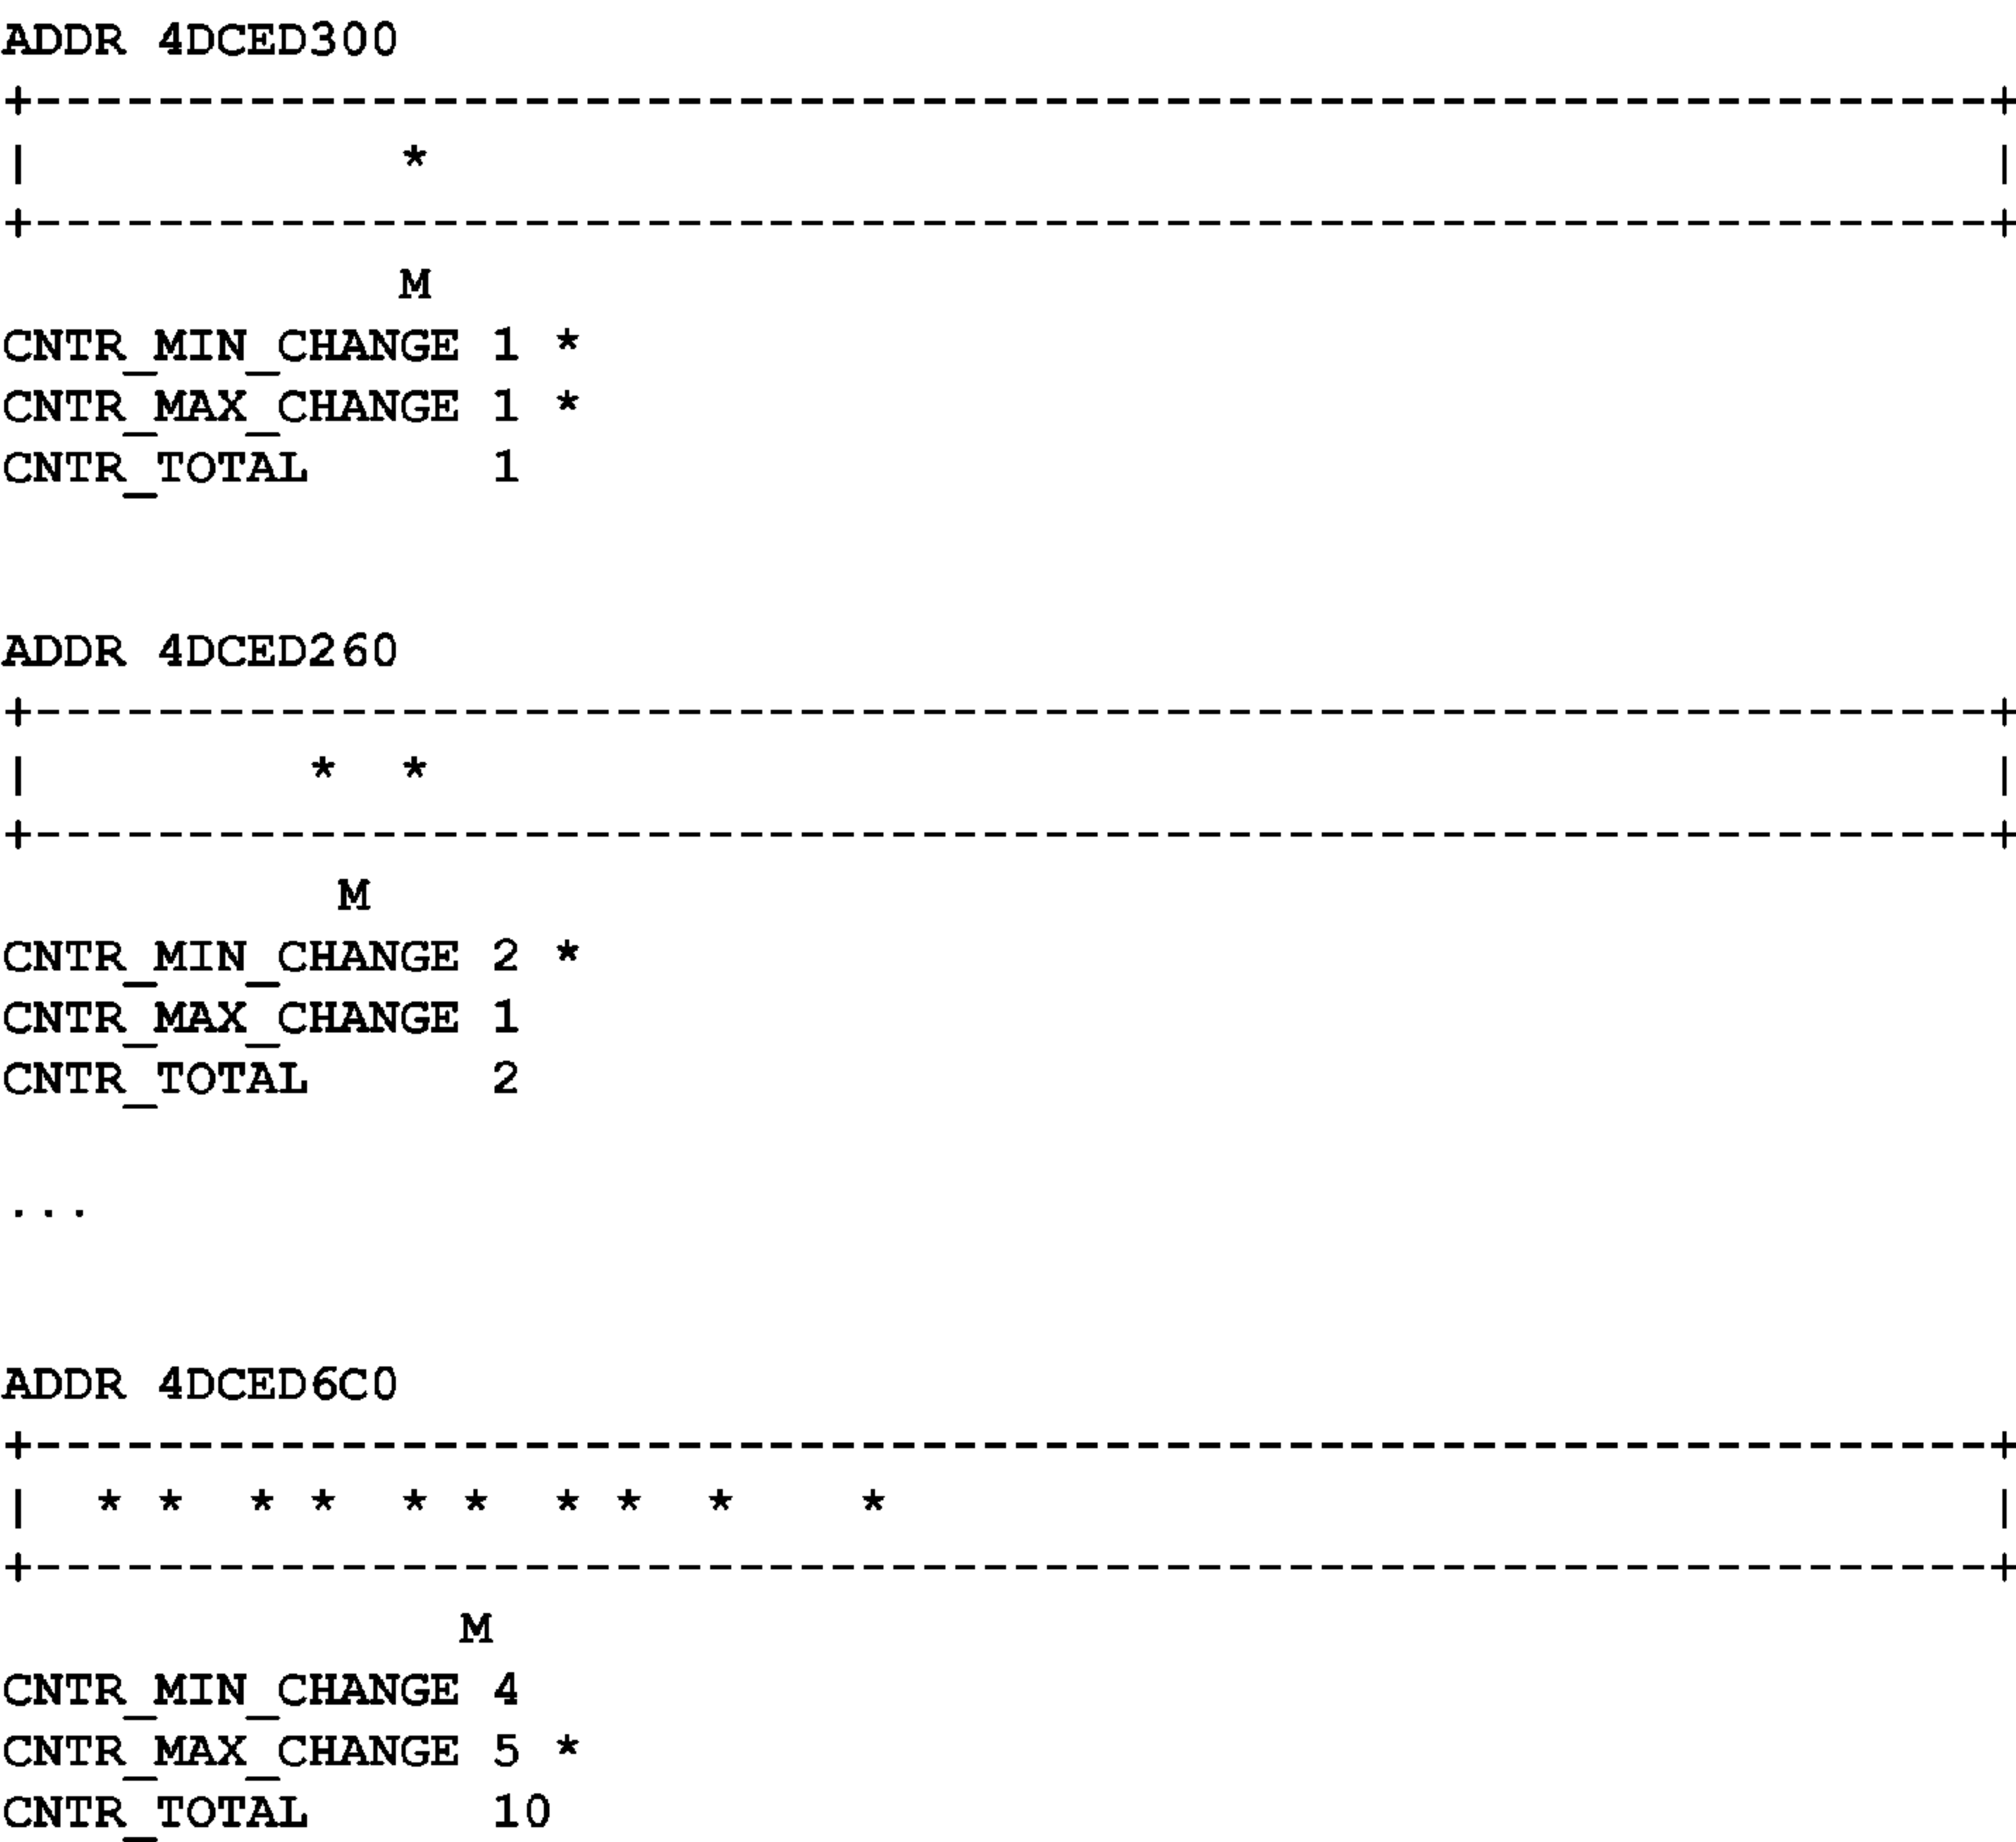 ADDR 4DCED300
+----------------------------------------------------------------+
|            *                                                   |
+----------------------------------------------------------------+
             M
CNTR_MIN_CHANGE 1 *
CNTR_MAX_CHANGE 1 *
CNTR_TOTAL      1
ADDR 4DCED260
+----------------------------------------------------------------+
|         *  *                                                   |
+----------------------------------------------------------------+
           M
CNTR_MIN_CHANGE 2 *
CNTR_MAX_CHANGE 1
CNTR_TOTAL      2
...
ADDR 4DCED6C0
+----------------------------------------------------------------+
|  * *  * *  * *  * *  *    *                                    |
+----------------------------------------------------------------+
               M
CNTR_MIN_CHANGE 4
CNTR_MAX_CHANGE 5 *
CNTR_TOTAL      10